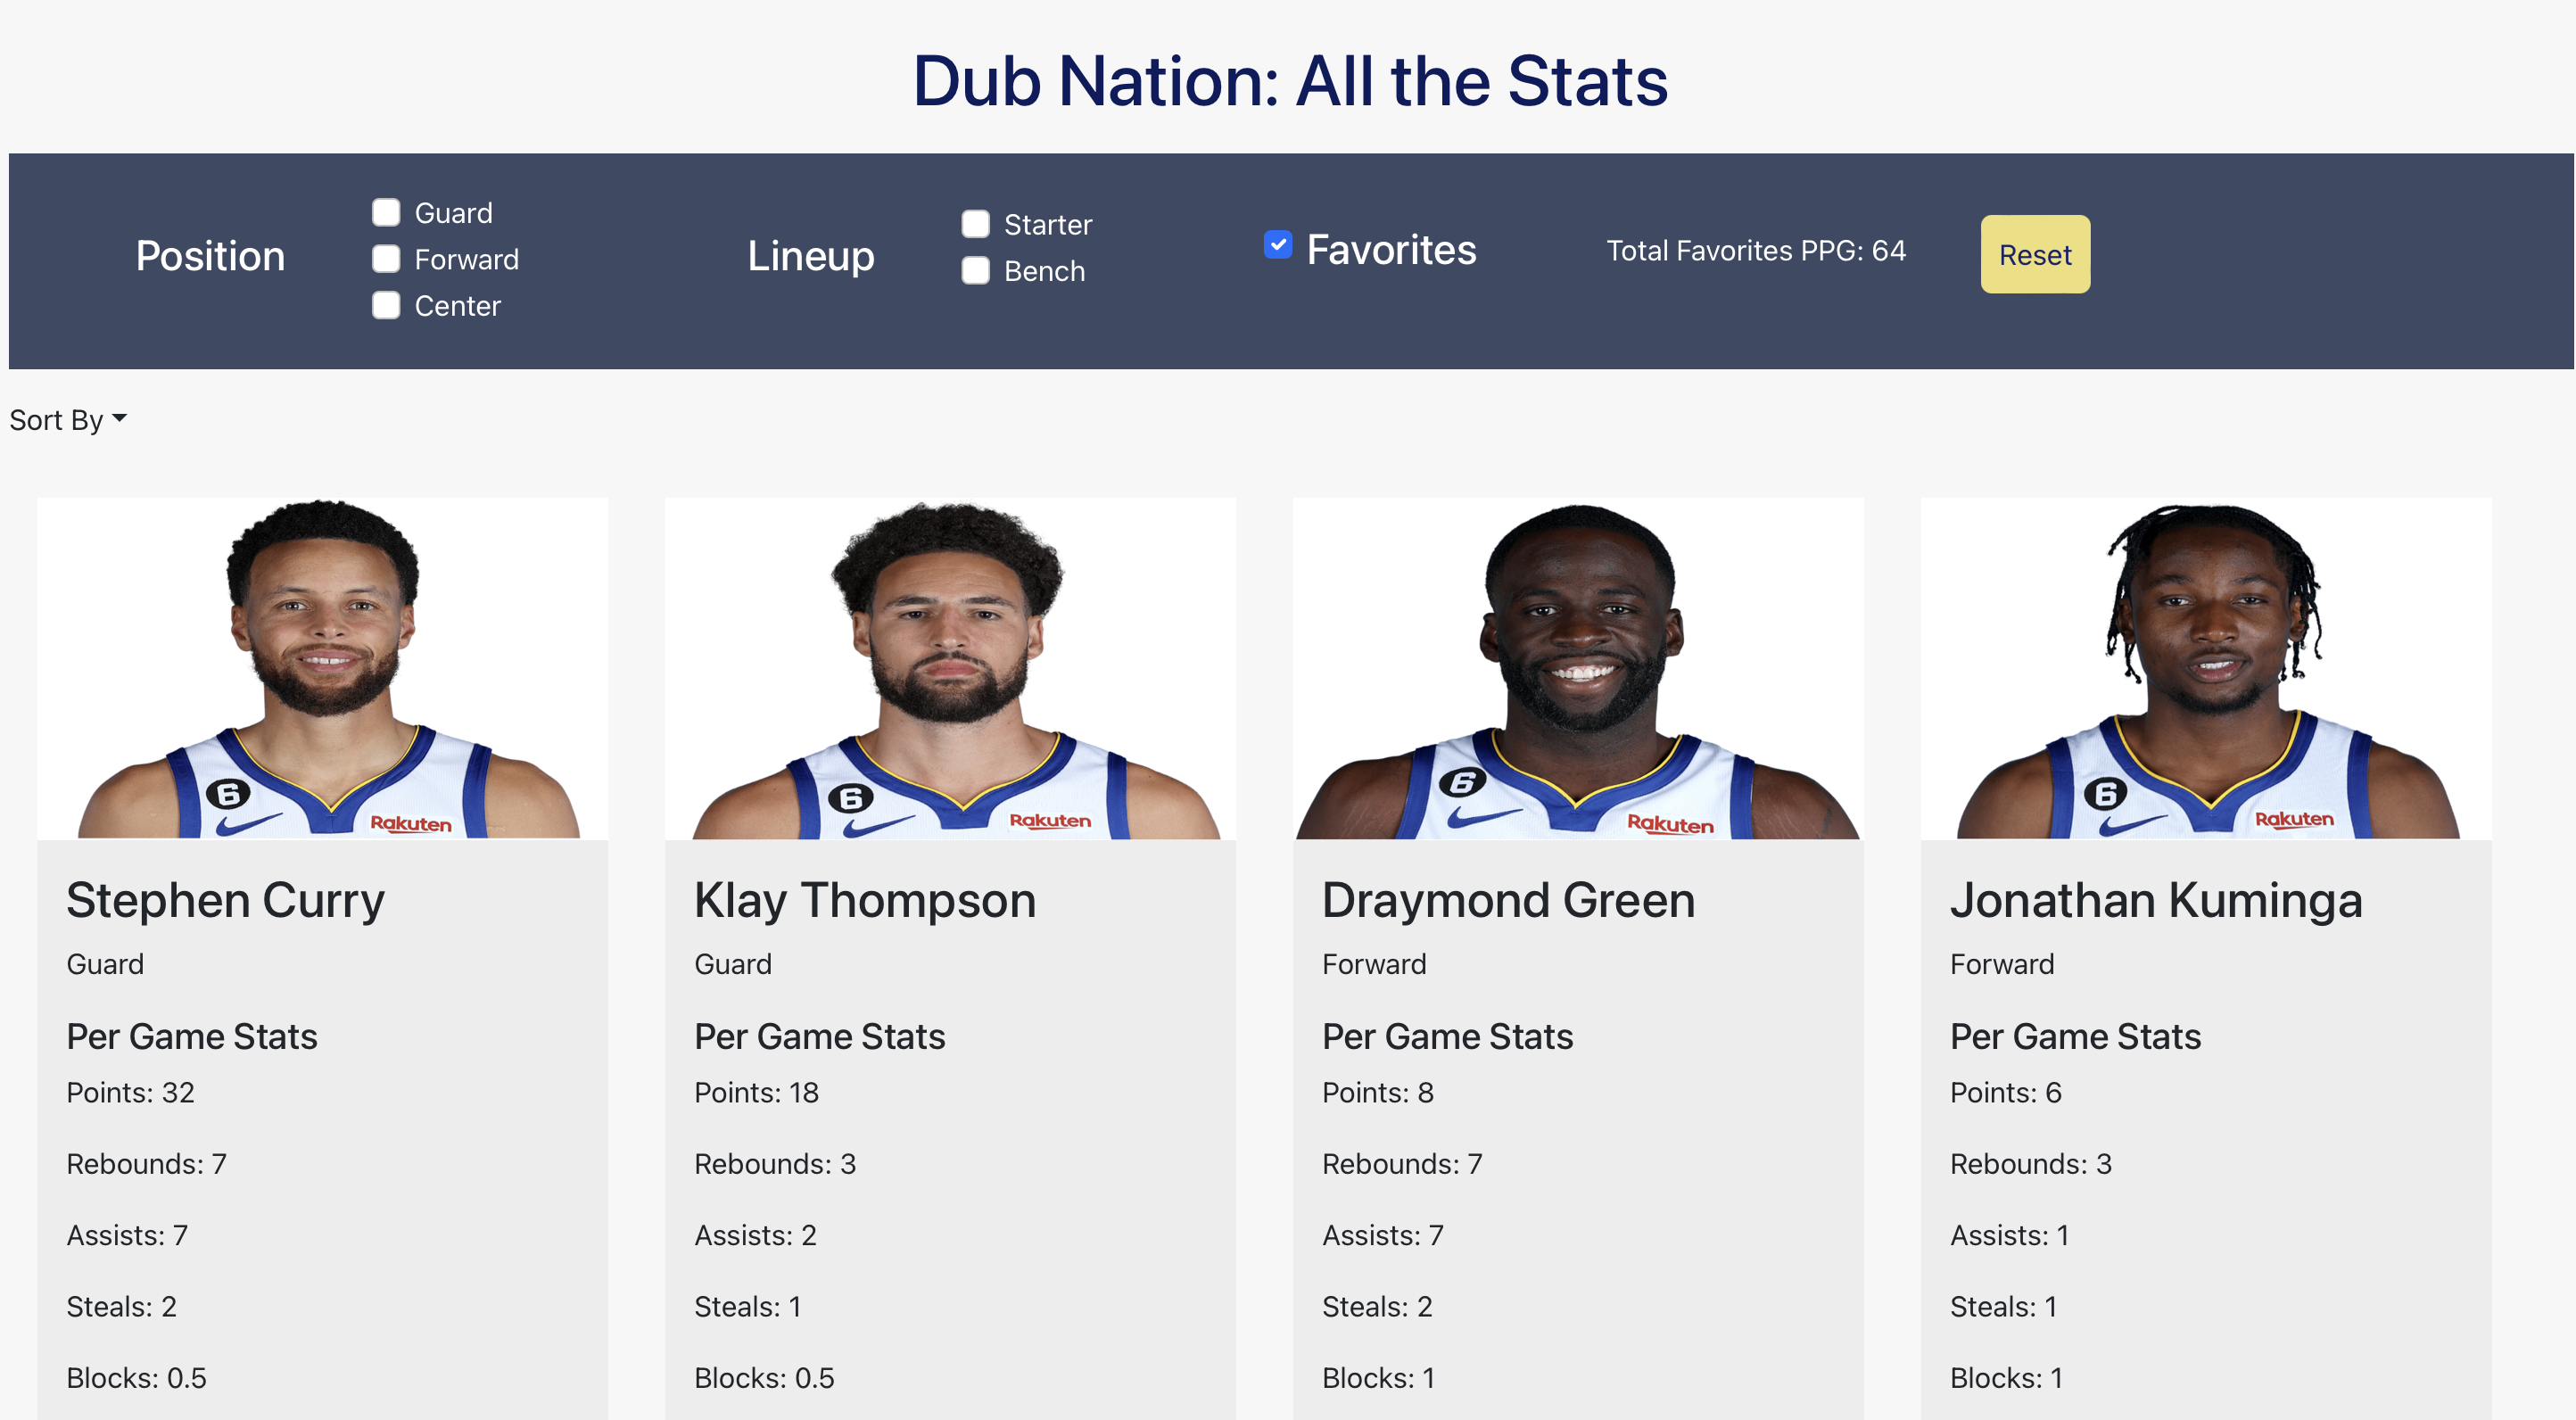 Dub Nation: All the Stats
Position
Guard
Forward
Center
Lineup
Starter
Bench
Favorites
Total Favorites PPG: 64
Reset
Sort By
6
Rakuten
6
Rakuten
6
Rakuten
6
Rakuten
Stephen Curry
Guard
Per Game Stats
Points: 32
Rebounds: 7
Assists: 7
Steals: 2
Blocks: 0.5
Klay Thompson
Guard
Per Game Stats
Points: 18
Rebounds: 3
Assists: 2
Steals: 1
Blocks: 0.5
Draymond Green
Forward
Per Game Stats
Points: 8
Rebounds: 7
Assists: 7
Steals: 2
Blocks: 1
Jonathan Kuminga
Forward
Per Game Stats
Points: 6
Rebounds: 3
Assists: 1
Steals: 1
Blocks: 1